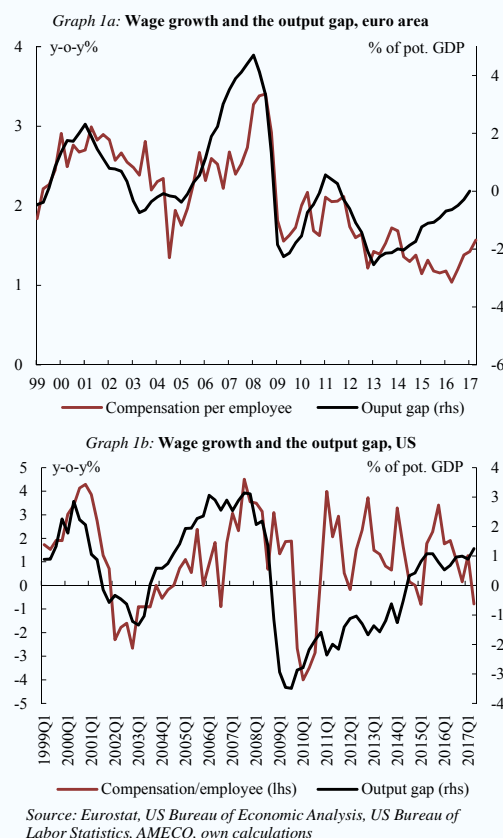 Graph 1a: Wage growth and the output gap, euro area
y-o-y%
% of pot. GDP
4
3
2
1
0
4
2
0
-2
-4
-6
99 00 01 02 03 04 05 06 07 08 09 10 11 12 13 14 15 16 17
Compensation per employee
Ouput gap (rhs)
Graph 1b: Wage growth and the output gap, US
y-o-y%
% of pot. GDP
5
4
3
2
1
0
-1
-2
-3
-4
-5
4
3
2
1
0
-1
-2
-3
-4
1999Q1
2000Q1
2001Q1
2002Q1
2003Q1
2004Q1
2005Q1
2006Q1
2007Q1
2008Q1
2009Q1
2010Q1
2011Q1
2012Q1
2013Q1
2014Q1
2015Q1
2016Q1
2017Q1
Compensation/employee (lhs)
Output gap (rhs)
Source: Eurostat, US Bureau of Economic Analysis, US Bureau of
Labor Statistics, AMECO, own calculations